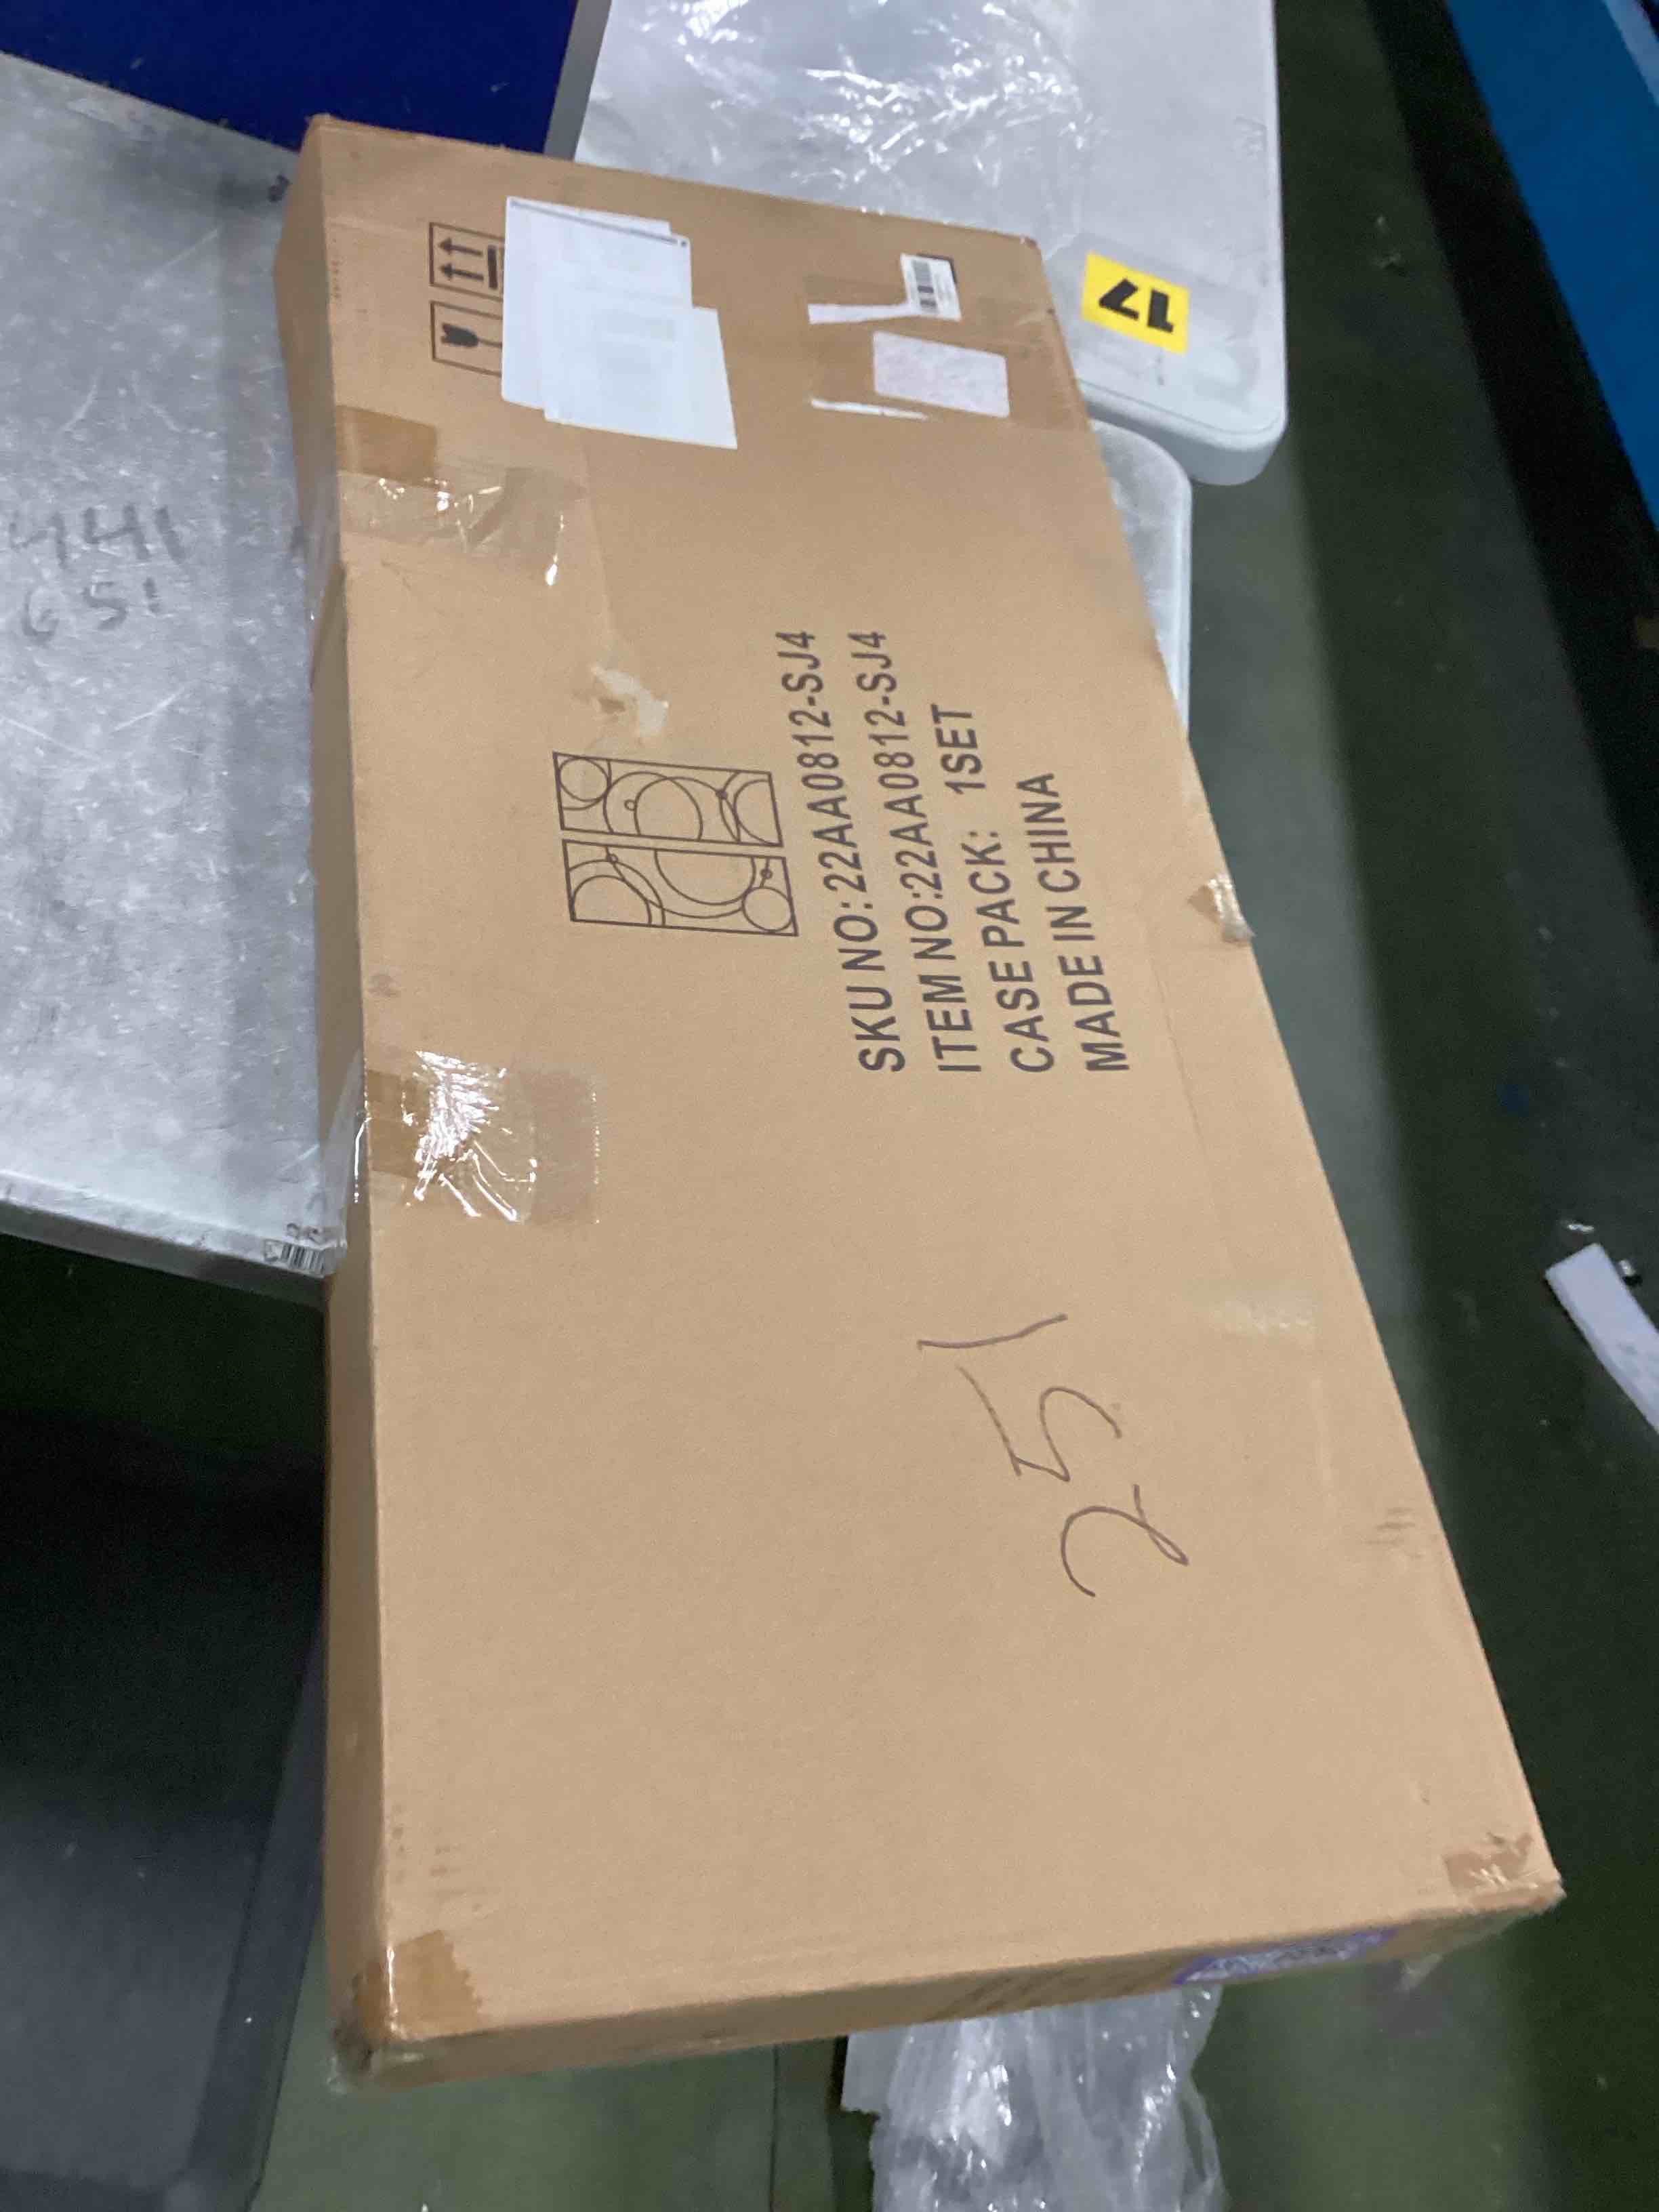 SKU NO:22AA0812-SJ4
ITEM NO:22AA0812-SJ4
CASE PACK: 1SET
MADE IN CHINA
251
17